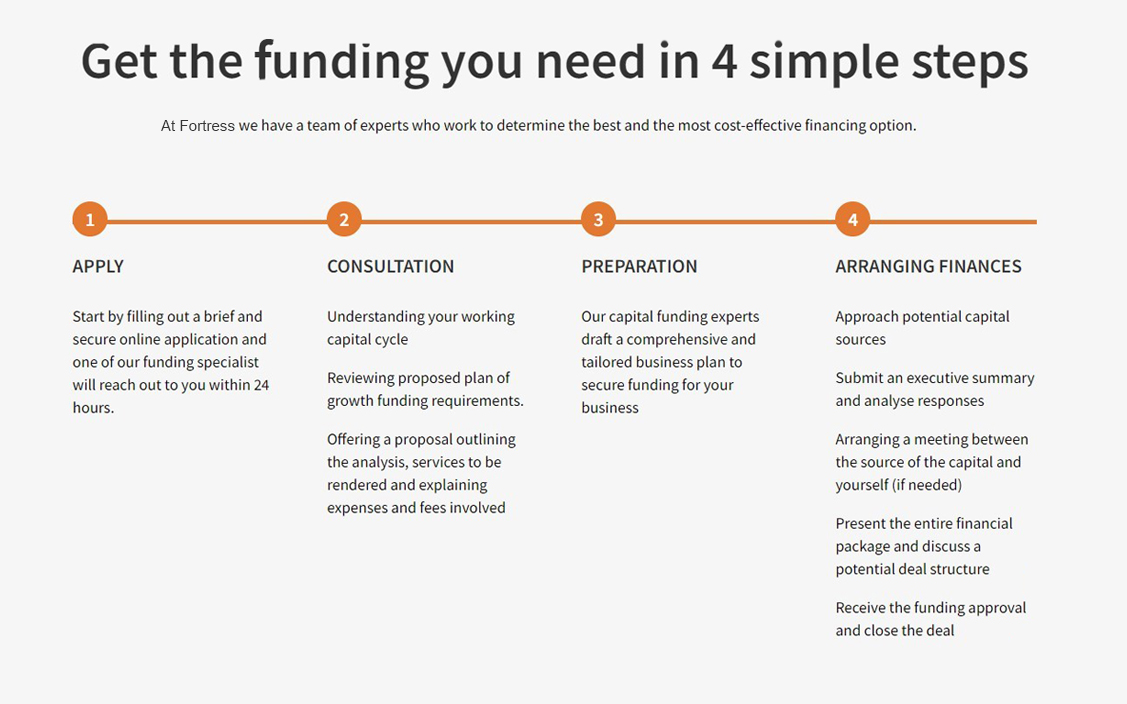 Get the funding you need in 4 simple steps
At Fortress we have a team of experts who work to determine the best and the most cost-effective financing option.
1
APPLY
Start by filling out a brief and
secure online application and
one of our funding specialist
will reach out to you within 24
hours.
2
CONSULTATION
Understanding your working
capital cycle
Reviewing proposed plan of
growth funding requirements.
Offering a proposal outlining
the analysis, services to be
rendered and explaining
expenses and fees involved
3
PREPARATION
Our capital funding experts
draft a comprehensive and
tailored business plan to
secure funding for your
business
4
ARRANGING FINANCES
Approach potential capital
sources
Submit an executive summary
and analyse responses
Arranging a meeting between
the source of the capital and
yourself (if needed)
Present the entire financial
package and discuss a
potential deal structure
Receive the funding approval
and close the deal